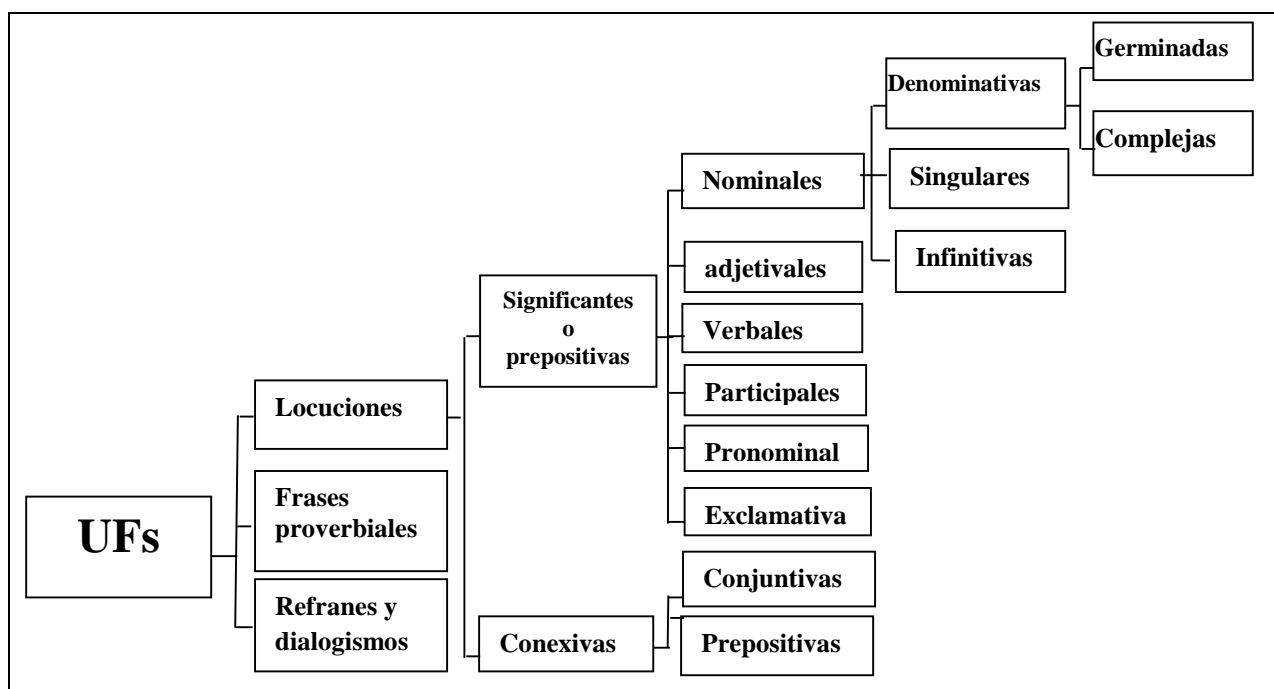 UFs
Locuciones
Frases
proverbiales
Refranes y
dialogismos
Significantes
o
prepositivas
Conexivas
Nominales
adjetivales
Verbales
Participales
Pronominal
Exclamativa
Conjuntivas
Prepositivas
Denominativas
Singulares
Infinitivas
Germinadas
Complejas